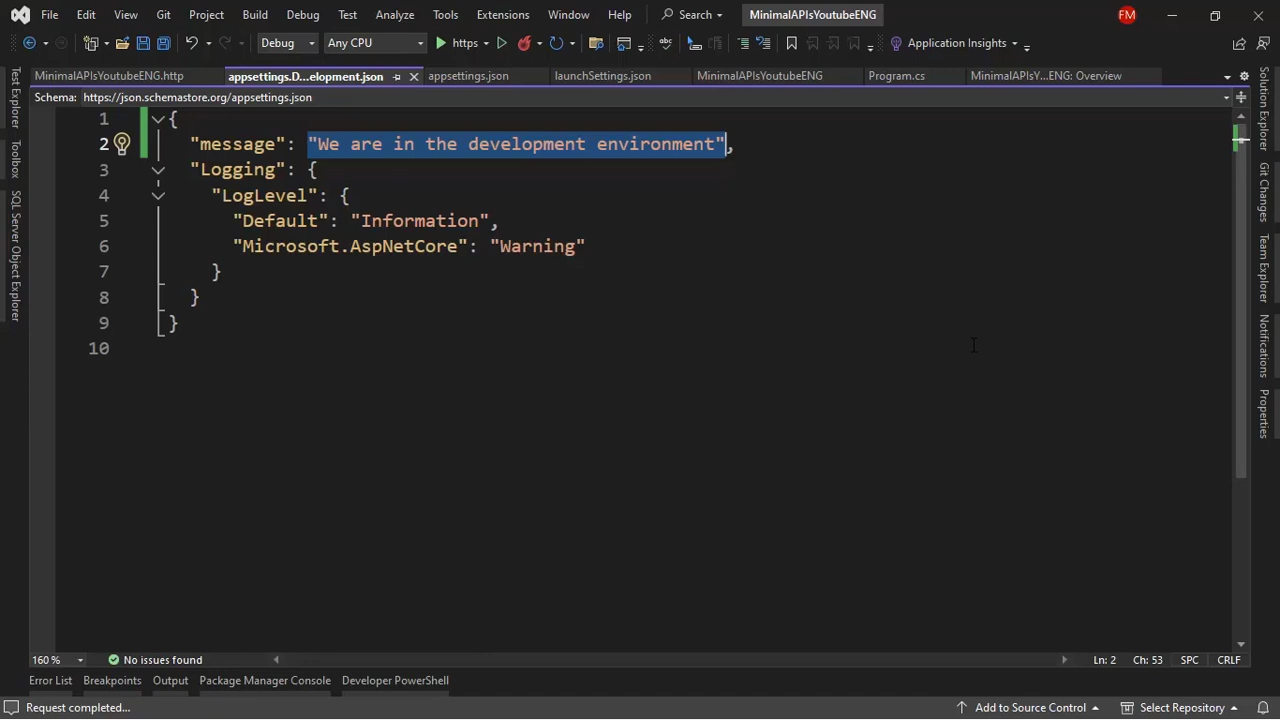 File Edit View Git Project Build Debug Test Analyze Tools Extensions Window Help Search MinimalAPIsYoutubeENG FM
Debug Any CPU https Application Insights
MinimalAPIsYoutubeENG.http appsettings.D...elopment.json appsettings.json launchSettings.json MinimalAPIsYoutubeENG Program.cs MinimalAPIsY...ENG: Overview
Schema: https://json.schemastore.org/appsettings.json
1 {
2 "message": "We are in the development environment",
3 "Logging": {
4 "LogLevel": {
5 "Default": "Information",
6 "Microsoft.AspNetCore": "Warning"
7 }
8 }
9 }
10
Test Explorer
Toolbox
SQL Server Object Explorer
Solution Explorer
Git Changes
Team Explorer
Notifications
Properties
160 % No issues found Ln: 2 Ch: 53 SPC CRLF
Error List Breakpoints Output Package Manager Console Developer PowerShell
Request completed... Add to Source Control Select Repository